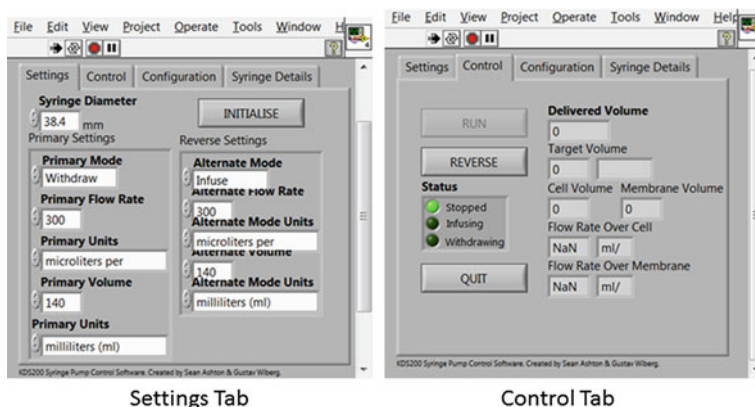 File Edit View Project Operate Tools Window H
Settings Control Configuration Syringe Details
Syringe Diameter
38.4 mm
INITIALISE
Primary Settings
Primary Mode
Withdraw
Primary Flow Rate
300
Primary Units
microliters per
Primary Volume
140
Primary Units
milliliters (ml)
Reverse Settings
Alternate Mode
Infuse
Alternate Flow Rate
300
Alternate Mode Units
microliters per
Alternate Volume
140
Alternate Mode Units
milliliters (ml)
KDS200 Syringe Pump Control Software. Created by Sean Ashton & Gustav Wiberg.
Settings Tab
File Edit View Project Operate Tools Window Help
Settings Control Configuration Syringe Details
RUN
REVERSE
Status
Stopped
Infusing
Withdrawing
QUIT
Delivered Volume
0
Target Volume
0
Cell Volume Membrane Volume
0 0
Flow Rate Over Cell
NaN ml/
Flow Rate Over Membrane
NaN ml/
KDS200 Syringe Pump Control Software. Created by Sean Ashton & Gustav Wiberg.
Control Tab